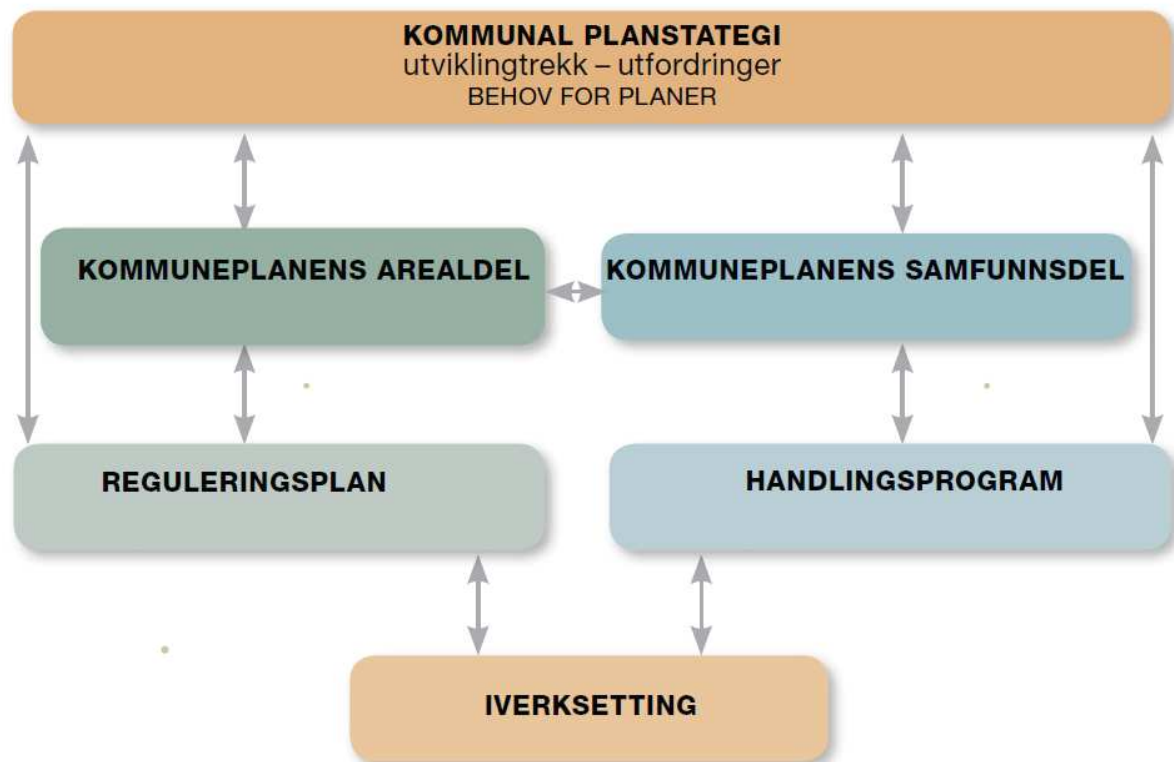 KOMMUNAL PLANSTATEGI
utviklingtrekk – utfordringer
BEHOV FOR PLANER
KOMMUNEPLANENS AREALDEL
KOMMUNEPLANENS SAMFUNNSDEL
REGULERINGSPLAN
HANDLINGSPROGRAM
IVERKSETTING